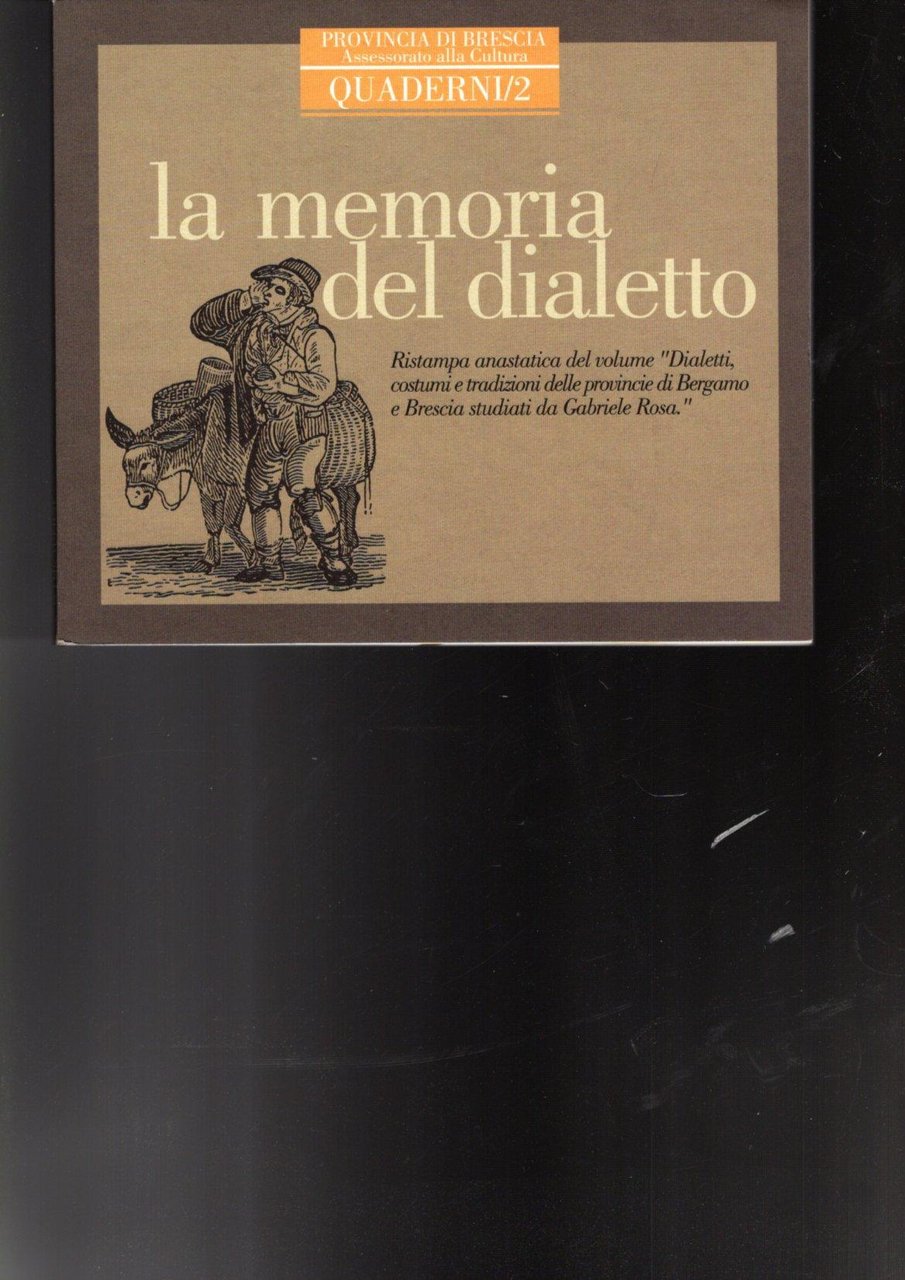 PROVINCIA DI BRESCIA
Assessorato alla Cultura
QUADERNI/2
la memoria
del dialetto
Ristampa anastatica del volume "Dialetti,
costumi e tradizioni delle provincie di Bergamo
e Brescia studiati da Gabriele Rosa."